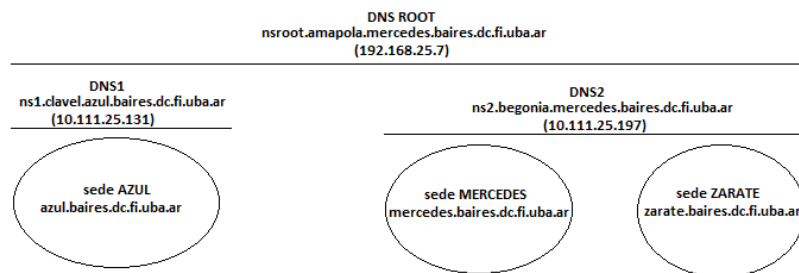 DNS ROOT
nsroot.amapola.mercedes.baires.dc.fi.uba.ar
(192.168.25.7)
DNS1
ns1.clavel.azul.baires.dc.fi.uba.ar
(10.111.25.131)
DNS2
ns2.begonia.mercedes.baires.dc.fi.uba.ar
(10.111.25.197)
sede AZUL
azul.baires.dc.fi.uba.ar
sede MERCEDES
mercedes.baires.dc.fi.uba.ar
sede ZARATE
zarate.baires.dc.fi.uba.ar